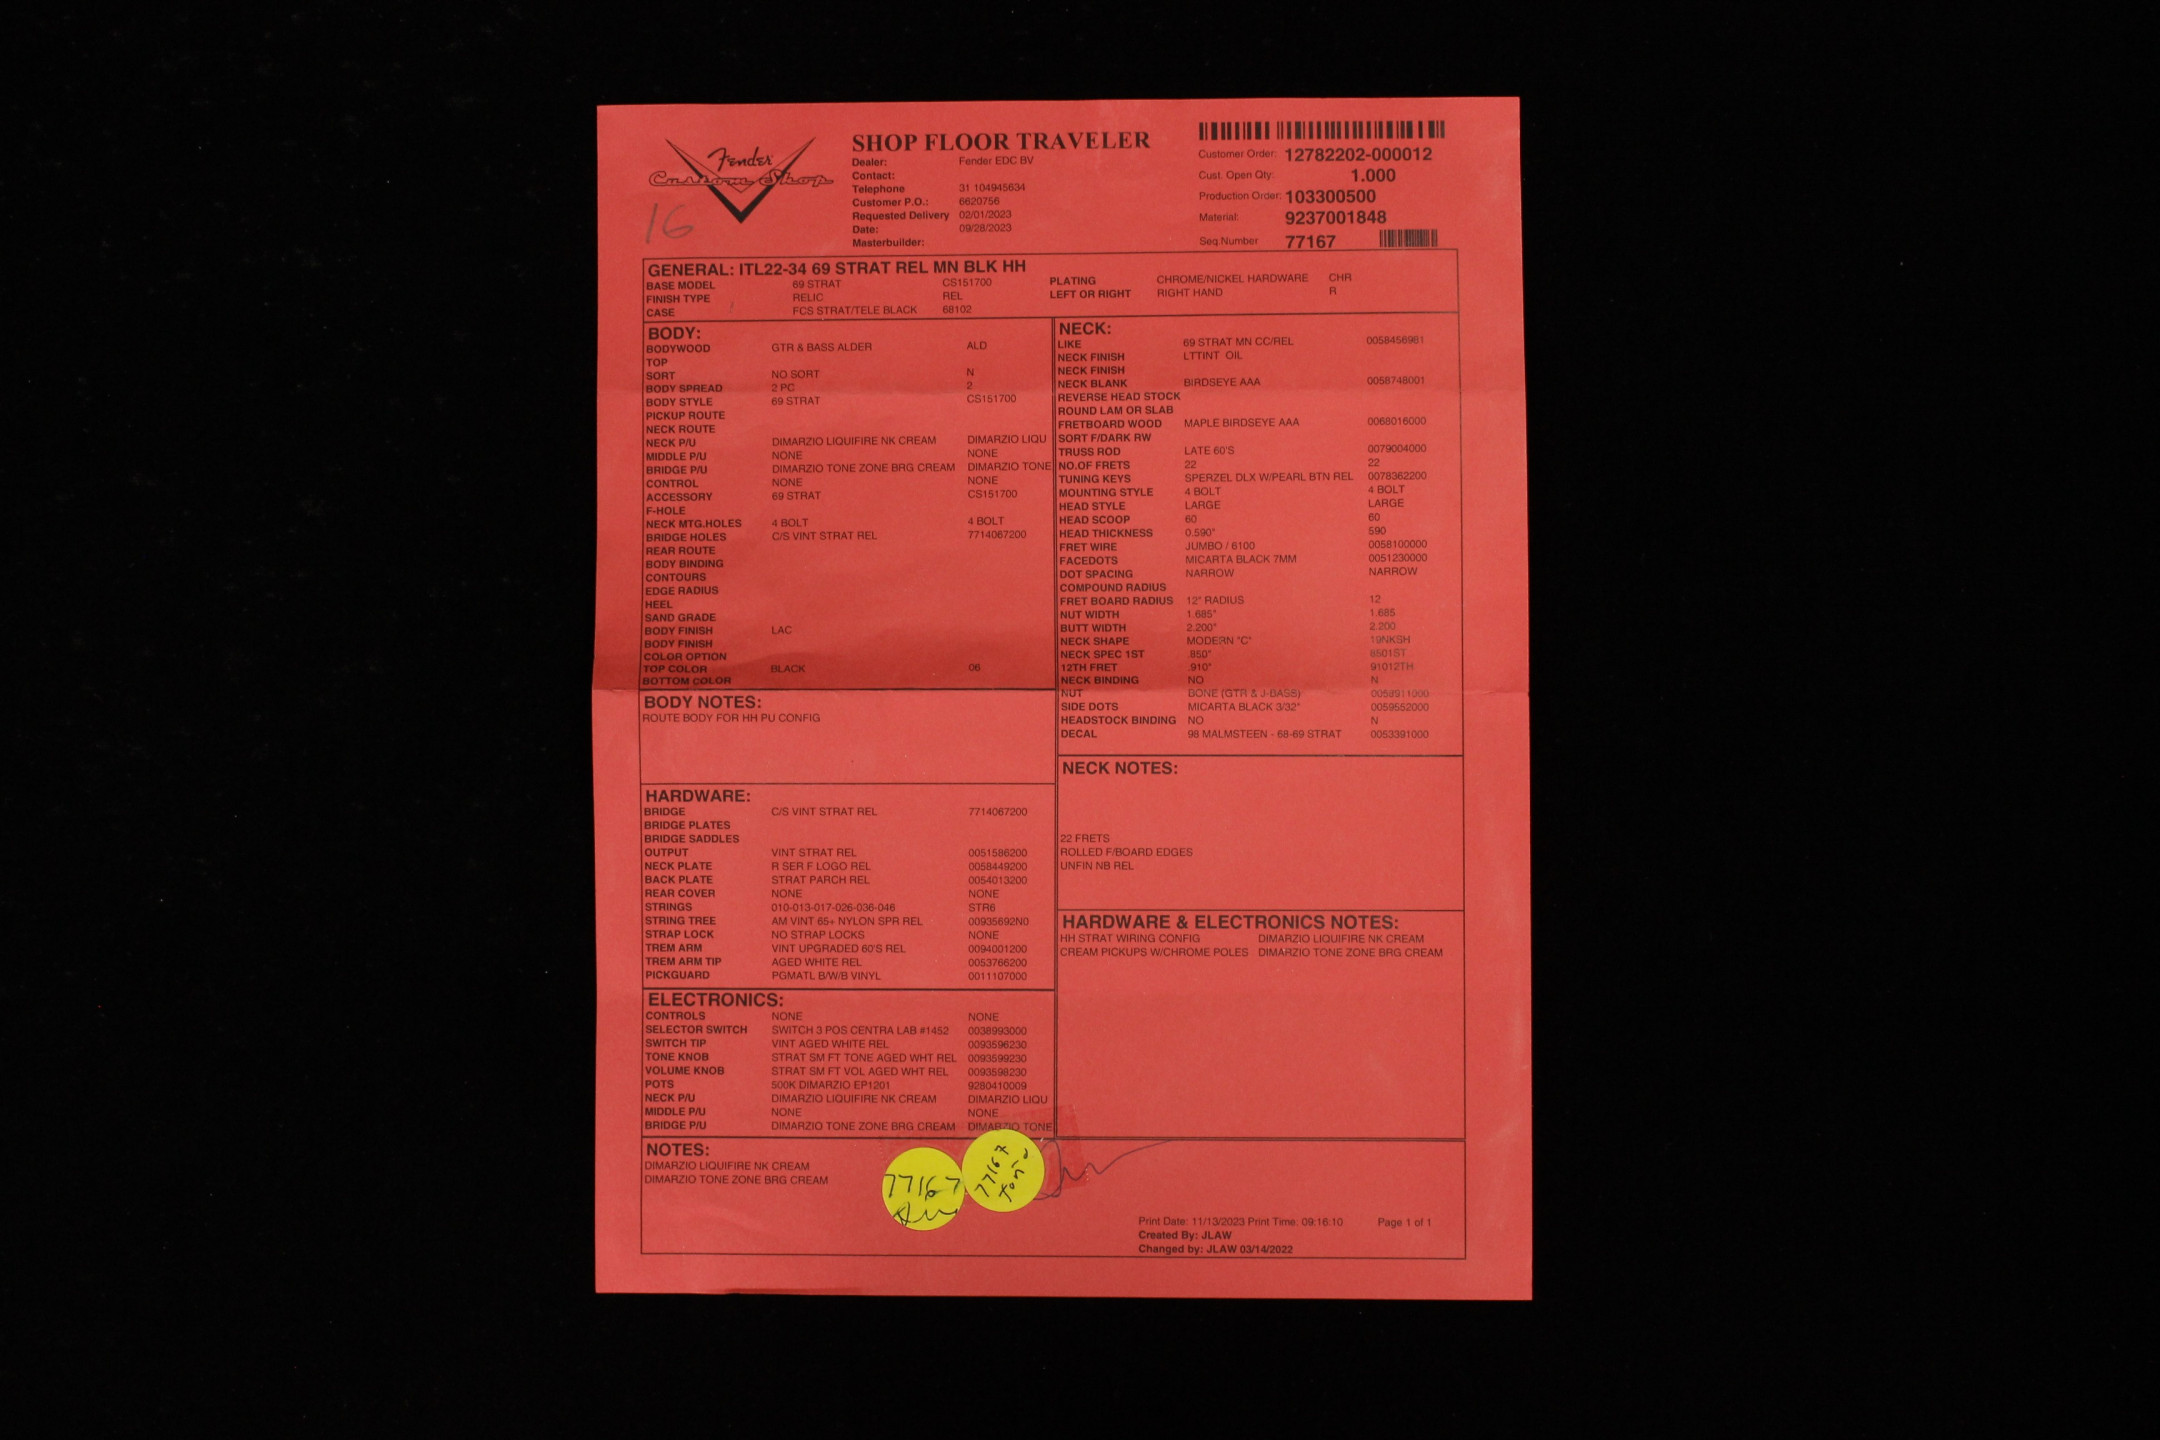 Fender
Custom Shop
16
SHOP FLOOR TRAVELER
Dealer: Fender EDC BV
Contact:
Telephone 31 104945634
Customer P.O.: 6620756
Requested Delivery 02/01/2023
Date: 09/28/2023
Masterbuilder:
Customer Order: 12782202-000012
Cust. Open Qty: 1.000
Production Order: 103300500
Material: 9237001848
Seq.Number 77167
GENERAL: ITL22-34 69 STRAT REL MN BLK HH
BASE MODEL 69 STRAT CS151700 PLATING CHROME/NICKEL HARDWARE CHR
FINISH TYPE RELIC REL LEFT OR RIGHT RIGHT HAND R
CASE FCS STRAT/TELE BLACK 68102
BODY:
BODYWOOD GTR & BASS ALDER ALD
TOP
SORT NO SORT N
BODY SPREAD 2 PC 2
BODY STYLE 69 STRAT CS151700
PICKUP ROUTE
NECK ROUTE
NECK P/U DIMARZIO LIQUIFIRE NK CREAM DIMARZIO LIQU
MIDDLE P/U NONE NONE
BRIDGE P/U DIMARZIO TONE ZONE BRG CREAM DIMARZIO TONE
CONTROL NONE NONE
ACCESSORY 69 STRAT CS151700
F-HOLE
NECK MTG.HOLES 4 BOLT 4 BOLT
BRIDGE HOLES C/S VINT STRAT REL 7714067200
REAR ROUTE
BODY BINDING
CONTOURS
EDGE RADIUS
HEEL
SAND GRADE
BODY FINISH LAC
BODY FINISH
COLOR OPTION
TOP COLOR BLACK 06
BOTTOM COLOR
BODY NOTES:
ROUTE BODY FOR HH PU CONFIG
HARDWARE:
BRIDGE C/S VINT STRAT REL 7714067200
BRIDGE PLATES
BRIDGE SADDLES
OUTPUT VINT STRAT REL 0051586200
NECK PLATE R SER F LOGO REL 0058449200
BACK PLATE STRAT PARCH REL 0054013200
REAR COVER NONE NONE
STRINGS 010-013-017-026-036-046 STR6
STRING TREE AM VINT 65+ NYLON SPR REL 00935692N0
STRAP LOCK NO STRAP LOCKS NONE
TREM ARM VINT UPGRADED 60'S REL 0094001200
TREM ARM TIP AGED WHITE REL 0053766200
PICKGUARD PGMATL B/W/B VINYL 0011107000
ELECTRONICS:
CONTROLS NONE NONE
SELECTOR SWITCH SWITCH 3 POS CENTRA LAB #1452 0038993000
SWITCH TIP VINT AGED WHITE REL 0093596230
TONE KNOB STRAT SM FT TONE AGED WHT REL 0093599230
VOLUME KNOB STRAT SM FT VOL AGED WHT REL 0093598230
POTS 500K DIMARZIO EP1201 9280410009
NECK P/U DIMARZIO LIQUIFIRE NK CREAM DIMARZIO LIQU
MIDDLE P/U NONE NONE
BRIDGE P/U DIMARZIO TONE ZONE BRG CREAM DIMARZIO TONE
NECK:
LIKE 69 STRAT MN CC/REL 0058456981
NECK FINISH LTTINT OIL
NECK FINISH
NECK BLANK BIRDSEYE AAA 0058748001
REVERSE HEAD STOCK
ROUND LAM OR SLAB
FRETBOARD WOOD MAPLE BIRDSEYE AAA 0068016000
SORT F/DARK RW
TRUSS ROD LATE 60'S 0079004000
NO.OF FRETS 22 22
TUNING KEYS SPERZEL DLX W/PEARL BTN REL 0078362200
MOUNTING STYLE 4 BOLT 4 BOLT
HEAD STYLE LARGE LARGE
HEAD SCOOP 60 60
HEAD THICKNESS 0.590" 590
FRET WIRE JUMBO / 6100 0058100000
FACEDOTS MICARTA BLACK 7MM 0051230000
DOT SPACING NARROW NARROW
COMPOUND RADIUS
FRET BOARD RADIUS 12" RADIUS 12
NUT WIDTH 1.685" 1.685
BUTT WIDTH 2.200" 2.200
NECK SHAPE MODERN "C" 19NKSH
NECK SPEC 1ST .850" 8501ST
12TH FRET .910" 91012TH
NECK BINDING NO N
NUT BONE (GTR & J-BASS) 0058911000
SIDE DOTS MICARTA BLACK 3/32" 0059552000
HEADSTOCK BINDING NO N
DECAL 98 MALMSTEEN - 68-69 STRAT 0053391000
NECK NOTES:
22 FRETS
ROLLED F/BOARD EDGES
UNFIN NB REL
HARDWARE & ELECTRONICS NOTES:
HH STRAT WIRING CONFIG DIMARZIO LIQUIFIRE NK CREAM
CREAM PICKUPS W/CHROME POLES DIMARZIO TONE ZONE BRG CREAM
NOTES:
DIMARZIO LIQUIFIRE NK CREAM
DIMARZIO TONE ZONE BRG CREAM
77167
77167
Print Date: 11/13/2023 Print Time: 09:16:10 Page 1 of 1
Created By: JLAW
Changed by: JLAW 03/14/2022